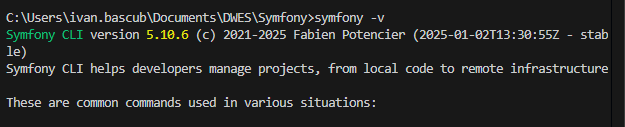 C:\Users\ivan.bascub\Documents\DWES\Symfony>symfony -v
Symfony CLI version 5.10.6 (c) 2021-2025 Fabien Potencier (2025-01-02T13:30:55Z - stab
le)
Symfony CLI helps developers manage projects, from local code to remote infrastructure
These are common commands used in various situations: